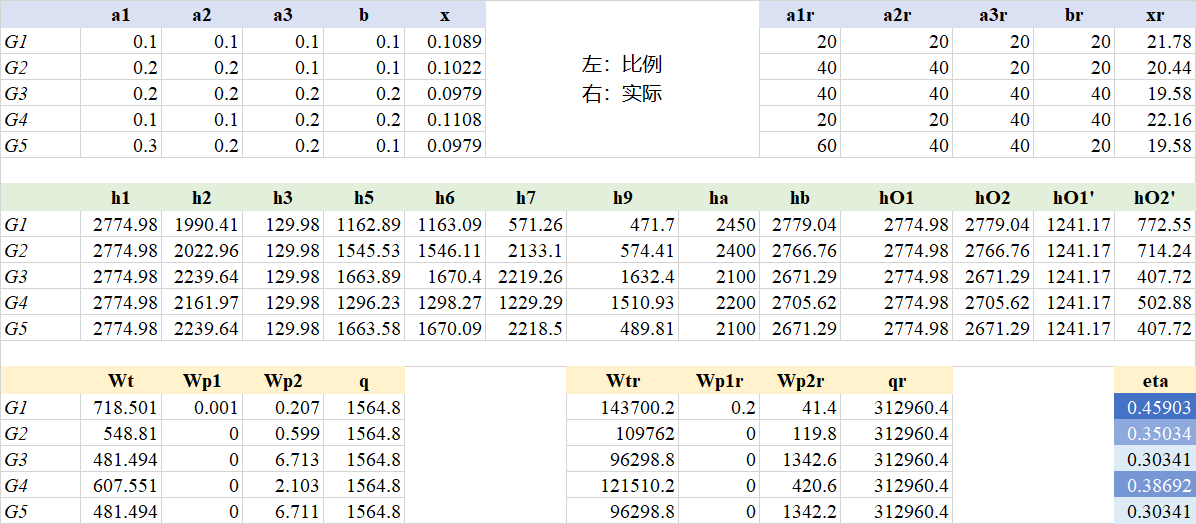 a1 a2 a3 b x a1r a2r a3r br xr
G1 0.1 0.1 0.1 0.1 0.1089 20 20 20 20 21.78
G2 0.2 0.2 0.1 0.1 0.1022 左：比例 40 40 20 20 20.44
G3 0.2 0.2 0.2 0.2 0.0979 右：实际 40 40 40 40 19.58
G4 0.1 0.1 0.2 0.2 0.1108 20 20 40 40 22.16
G5 0.3 0.2 0.2 0.1 0.0979 60 40 40 20 19.58
h1 h2 h3 h5 h6 h7 h9 ha hb hO1 hO2 hO1' hO2'
G1 2774.98 1990.41 129.98 1162.89 1163.09 571.26 471.7 2450 2779.04 2774.98 2779.04 1241.17 772.55
G2 2774.98 2022.96 129.98 1545.53 1546.11 2133.1 574.41 2400 2766.76 2774.98 2766.76 1241.17 714.24
G3 2774.98 2239.64 129.98 1663.89 1670.4 2219.26 1632.4 2100 2671.29 2774.98 2671.29 1241.17 407.72
G4 2774.98 2161.97 129.98 1296.23 1298.27 1229.29 1510.93 2200 2705.62 2774.98 2705.62 1241.17 502.88
G5 2774.98 2239.64 129.98 1663.58 1670.09 2218.5 489.81 2100 2671.29 2774.98 2671.29 1241.17 407.72
Wt Wp1 Wp2 q Wtr Wp1r Wp2r qr eta
G1 718.501 0.001 0.207 1564.8 143700.2 0.2 41.4 312960.4 0.45903
G2 548.81 0 0.599 1564.8 109762 0 119.8 312960.4 0.35034
G3 481.494 0 6.713 1564.8 96298.8 0 1342.6 312960.4 0.30341
G4 607.551 0 2.103 1564.8 121510.2 0 420.6 312960.4 0.38692
G5 481.494 0 6.711 1564.8 96298.8 0 1342.2 312960.4 0.30341